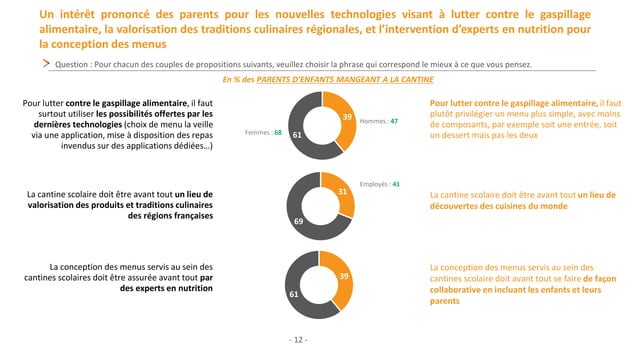 Un intérêt prononcé des parents pour les nouvelles technologies visant à lutter contre le gaspillage
alimentaire, la valorisation des traditions culinaires régionales, et l'intervention d'experts en nutrition pour
la conception des menus
Question : Pour chacun des couples de propositions suivants, veuillez choisir la phrase qui correspond le mieux à ce que vous pensez.
En % des PARENTS D'ENFANTS MANGEANT A LA CANTINE
Pour lutter contre le gaspillage alimentaire, il faut
surtout utiliser les possibilités offertes par les
dernières technologies (choix de menu la veille
via une application, mise à disposition des repas
invendus sur des applications dédiées...)
Femmes : 68
61
39
Hommes : 47
Pour lutter contre le gaspillage alimentaire, il faut
plutôt privilégier un menu plus simple, avec moins
de composants, par exemple soit une entrée, soit
un dessert mais pas les deux
La cantine scolaire doit être avant tout un lieu de
valorisation des produits et traditions culinaires
des régions françaises
69
31
Employés : 41
La cantine scolaire doit être avant tout un lieu de
découvertes des cuisines du monde
La conception des menus servis au sein des
cantines scolaires doit être assurée avant tout par
des experts en nutrition
61
39
La conception des menus servis au sein des
cantines scolaires doit avant tout se faire de façon
collaborative en incluant les enfants et leurs
parents
- 12 -